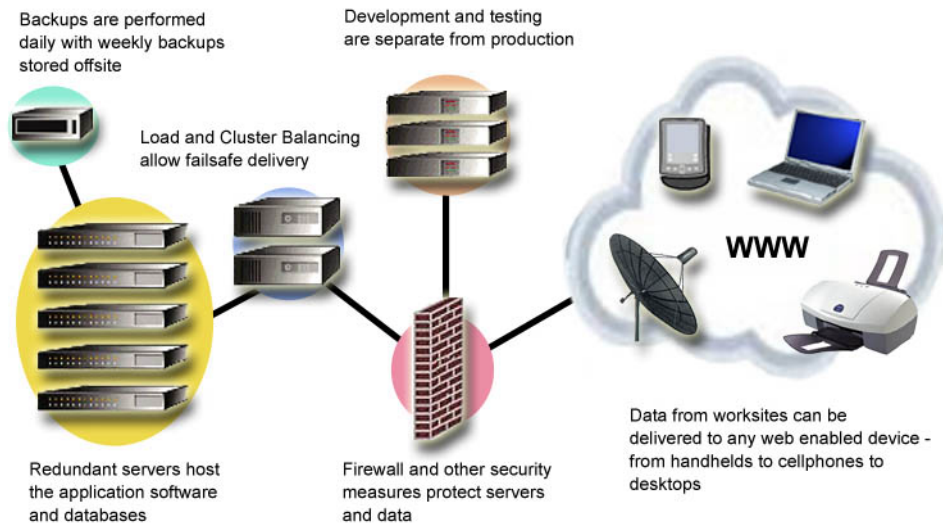 Backups are performed
daily with weekly backups
stored offsite
Development and testing
are separate from production
Load and Cluster Balancing
allow failsafe delivery
www
Redundant servers host
the application software
and databases
Firewall and other security
measures protect servers
and data
Data from worksites can be
delivered to any web enabled device -
from handhelds to cellphones to
desktops